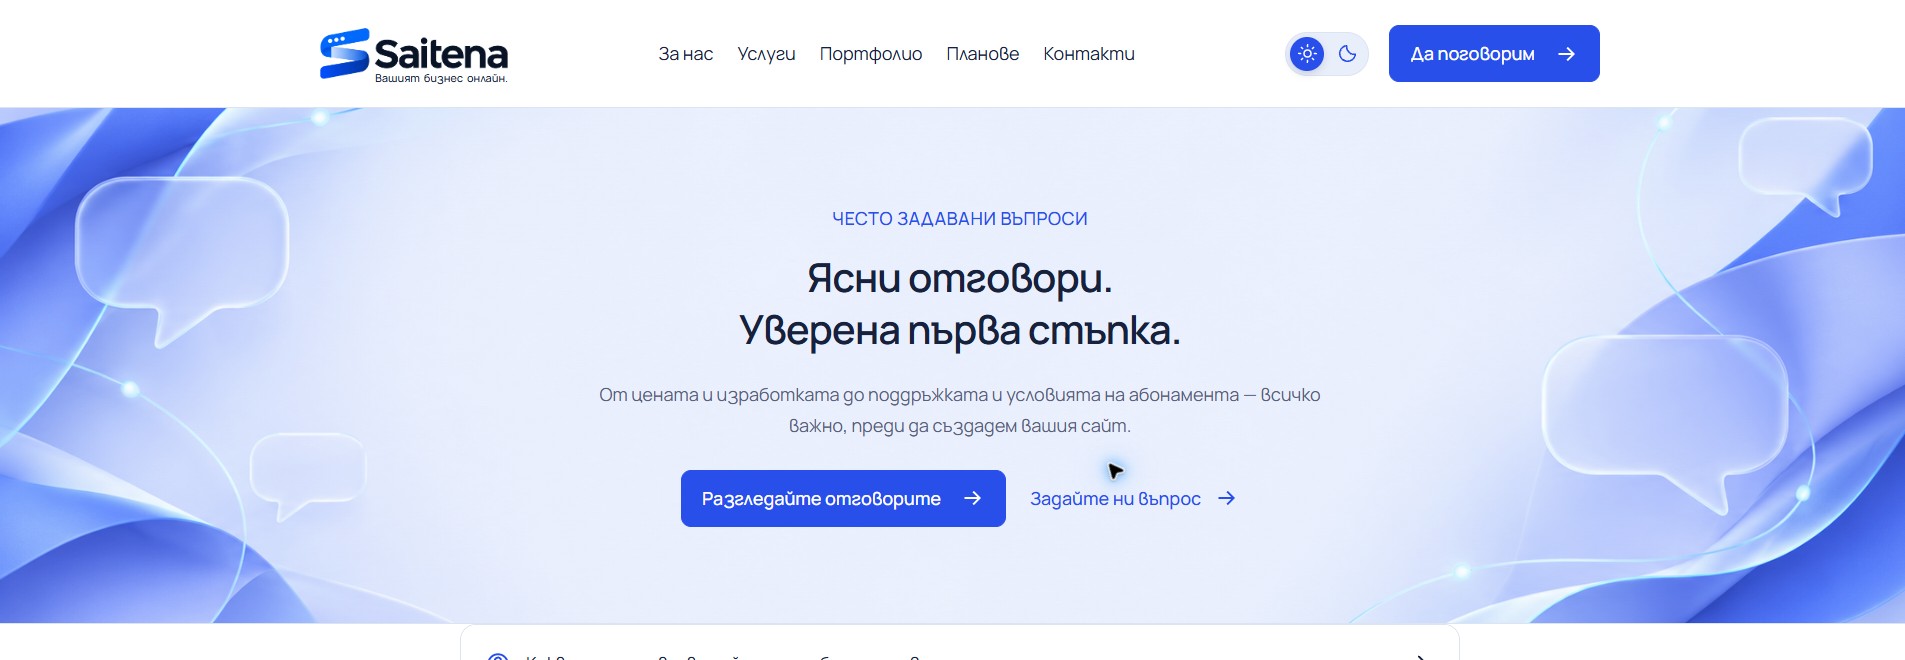 Saitena
Вашият бизнес онлайн.
За нас Услуги Портфолио Планове Контакти
Да поговорим
ЧЕСТО ЗАДАВАНИ ВЪПРОСИ
Ясни отговори.
Уверена първа стъпка.
От цената и изработката до поддръжката и условията на абонамента — всичко
важно, преди да създадем вашия сайт.
Разгледайте отговорите
Задайте ни въпрос